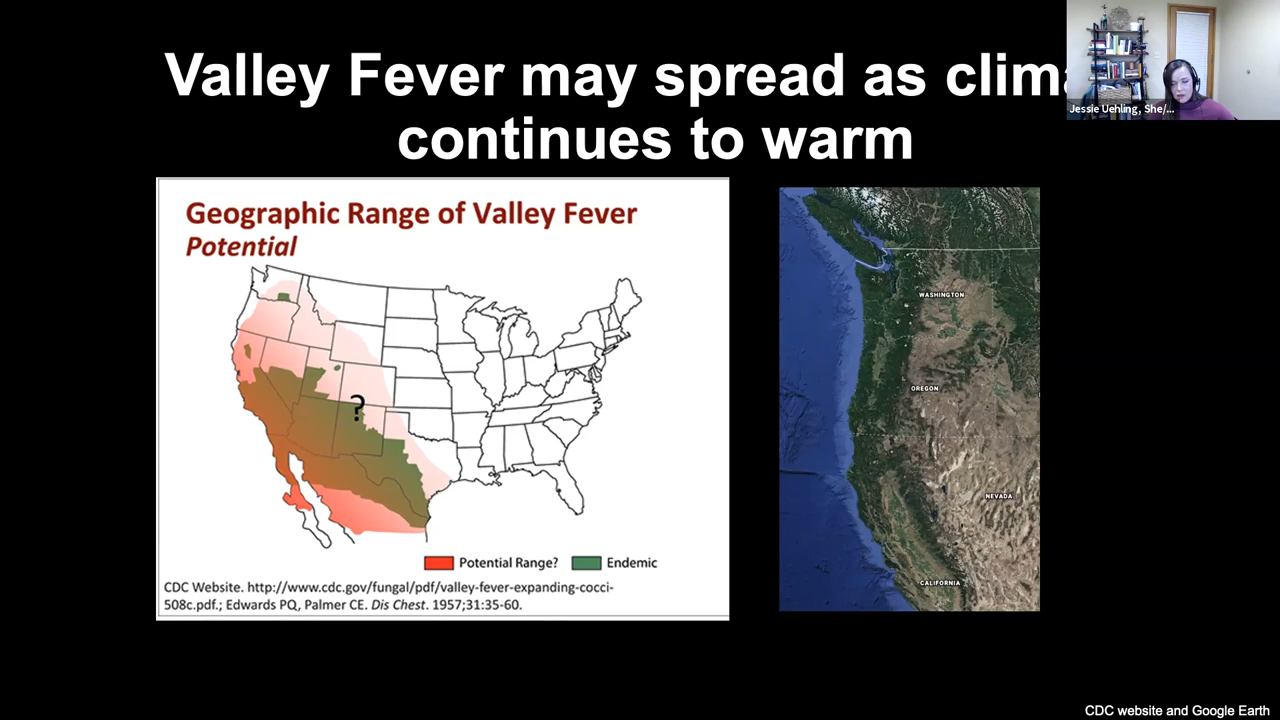 Valley Fever may spread as clima
continues to warm
Jessie Uehling, She/...
Geographic Range of Valley Fever
Potential
?
Potential Range?
Endemic
CDC Website. http://www.cdc.gov/fungal/pdf/valley-fever-expanding-cocci-
508c.pdf.; Edwards PQ, Palmer CE. Dis Chest. 1957;31:35-60.
WASHINGTON
OREGON
NEVADA
CALIFORNIA
CDC website and Google Earth